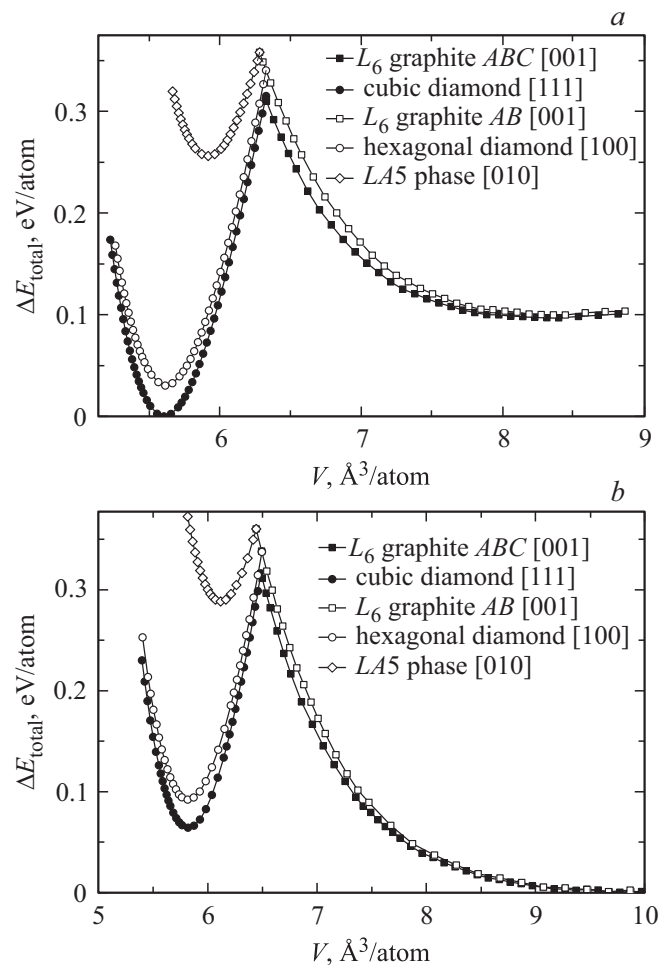 a
L6 graphite ABC [001]
cubic diamond [111]
L6 graphite AB [001]
hexagonal diamond [100]
LA5 phase [010]
ΔEtotal, eV/atom
0.3
0.2
0.1
0
6 7 8 9
V, Å3/atom
b
L6 graphite ABC [001]
cubic diamond [111]
L6 graphite AB [001]
hexagonal diamond [100]
LA5 phase [010]
ΔEtotal, eV/atom
0.3
0.2
0.1
0
5 6 7 8 9 10
V, Å3/atom